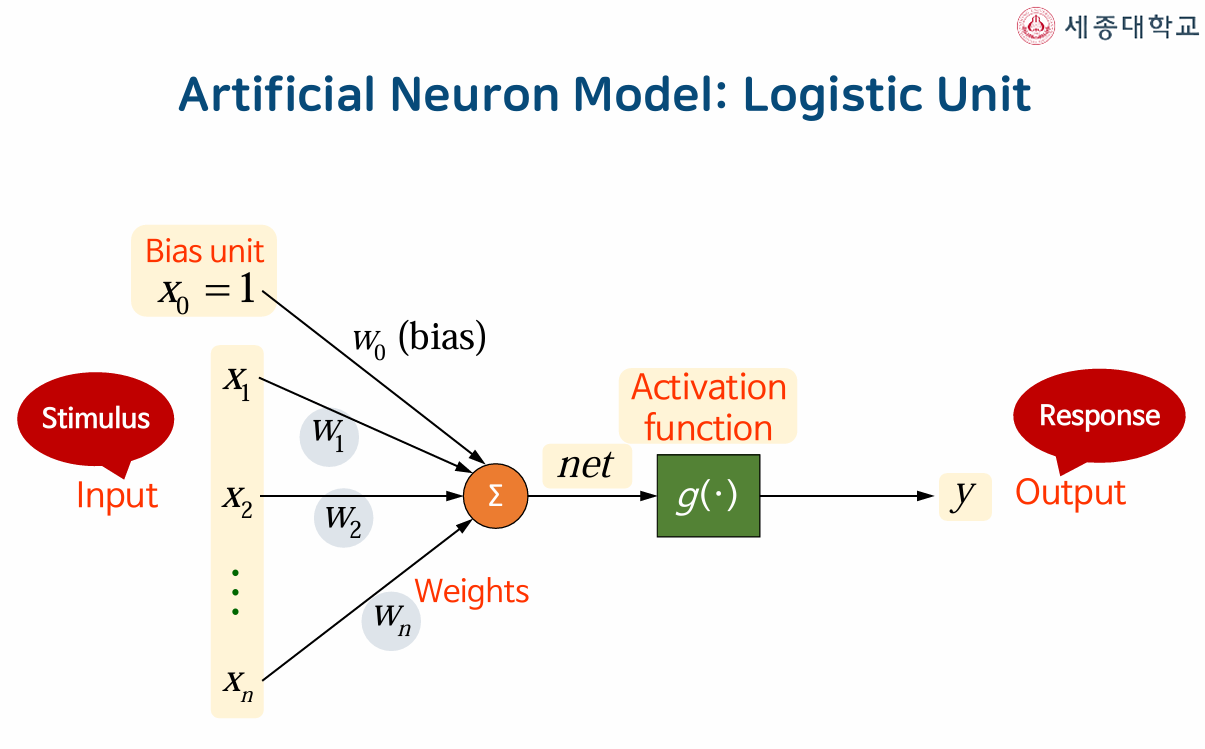 세종대학교
Artificial Neuron Model: Logistic Unit
Bias unit
x₀ = 1
w₀ (bias)
x₁
Stimulus
Input
w₁
x₂
w₂
⋮
xₙ
wₙ
Weights
Σ
net
Activation
function
g(·)
y
Response
Output